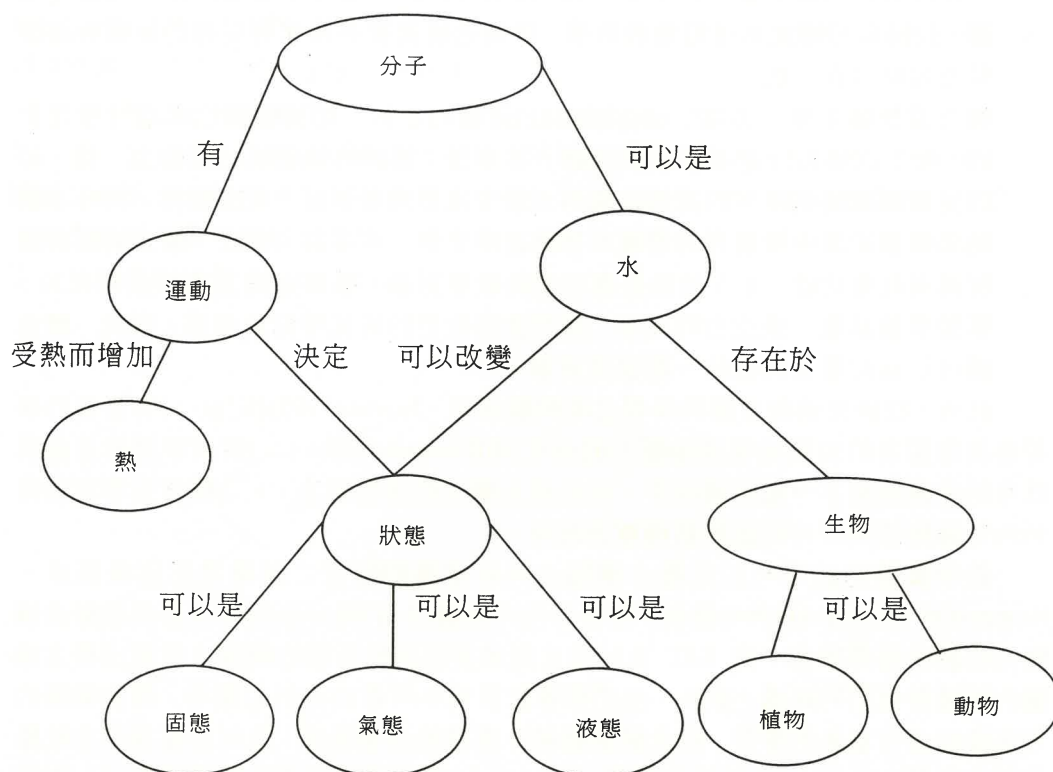 分子
有
可以是
水
運動
受熱而增加
決定
可以改變
存在於
熱
狀態
生物
可以是
可以是
可以是
可以是
固態
氣態
液態
植物
動物